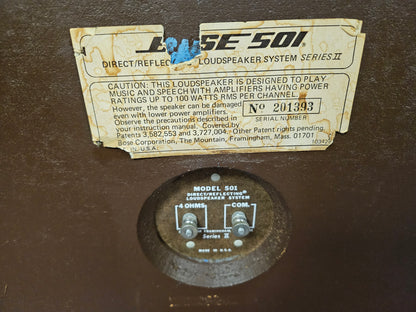 BOSE 501
DIRECT/REFLECTING LOUDSPEAKER SYSTEM SERIES II
CAUTION: THIS LOUDSPEAKER IS DESIGNED TO PLAY
MUSIC AND SPEECH WITH AMPLIFIERS HAVING POWER
RATINGS UP TO 100 WATTS RMS PER CHANNEL.
However, the speaker can be damaged
even with lower power amplifiers.
Observe the precautions described in
your instruction manual. Covered by
Patents 3,582,553 and 3,727,004. Other Patent rights pending.
Bose Corporation, The Mountain, Framingham, Mass. 01701
U.S.A.
No 201393
SERIAL NUMBER
MODEL 501
DIRECT/REFLECTING®
LOUDSPEAKER SYSTEM
4 OHMS COM.
FRAMINGHAM,
Series II
MADE IN U.S.A.